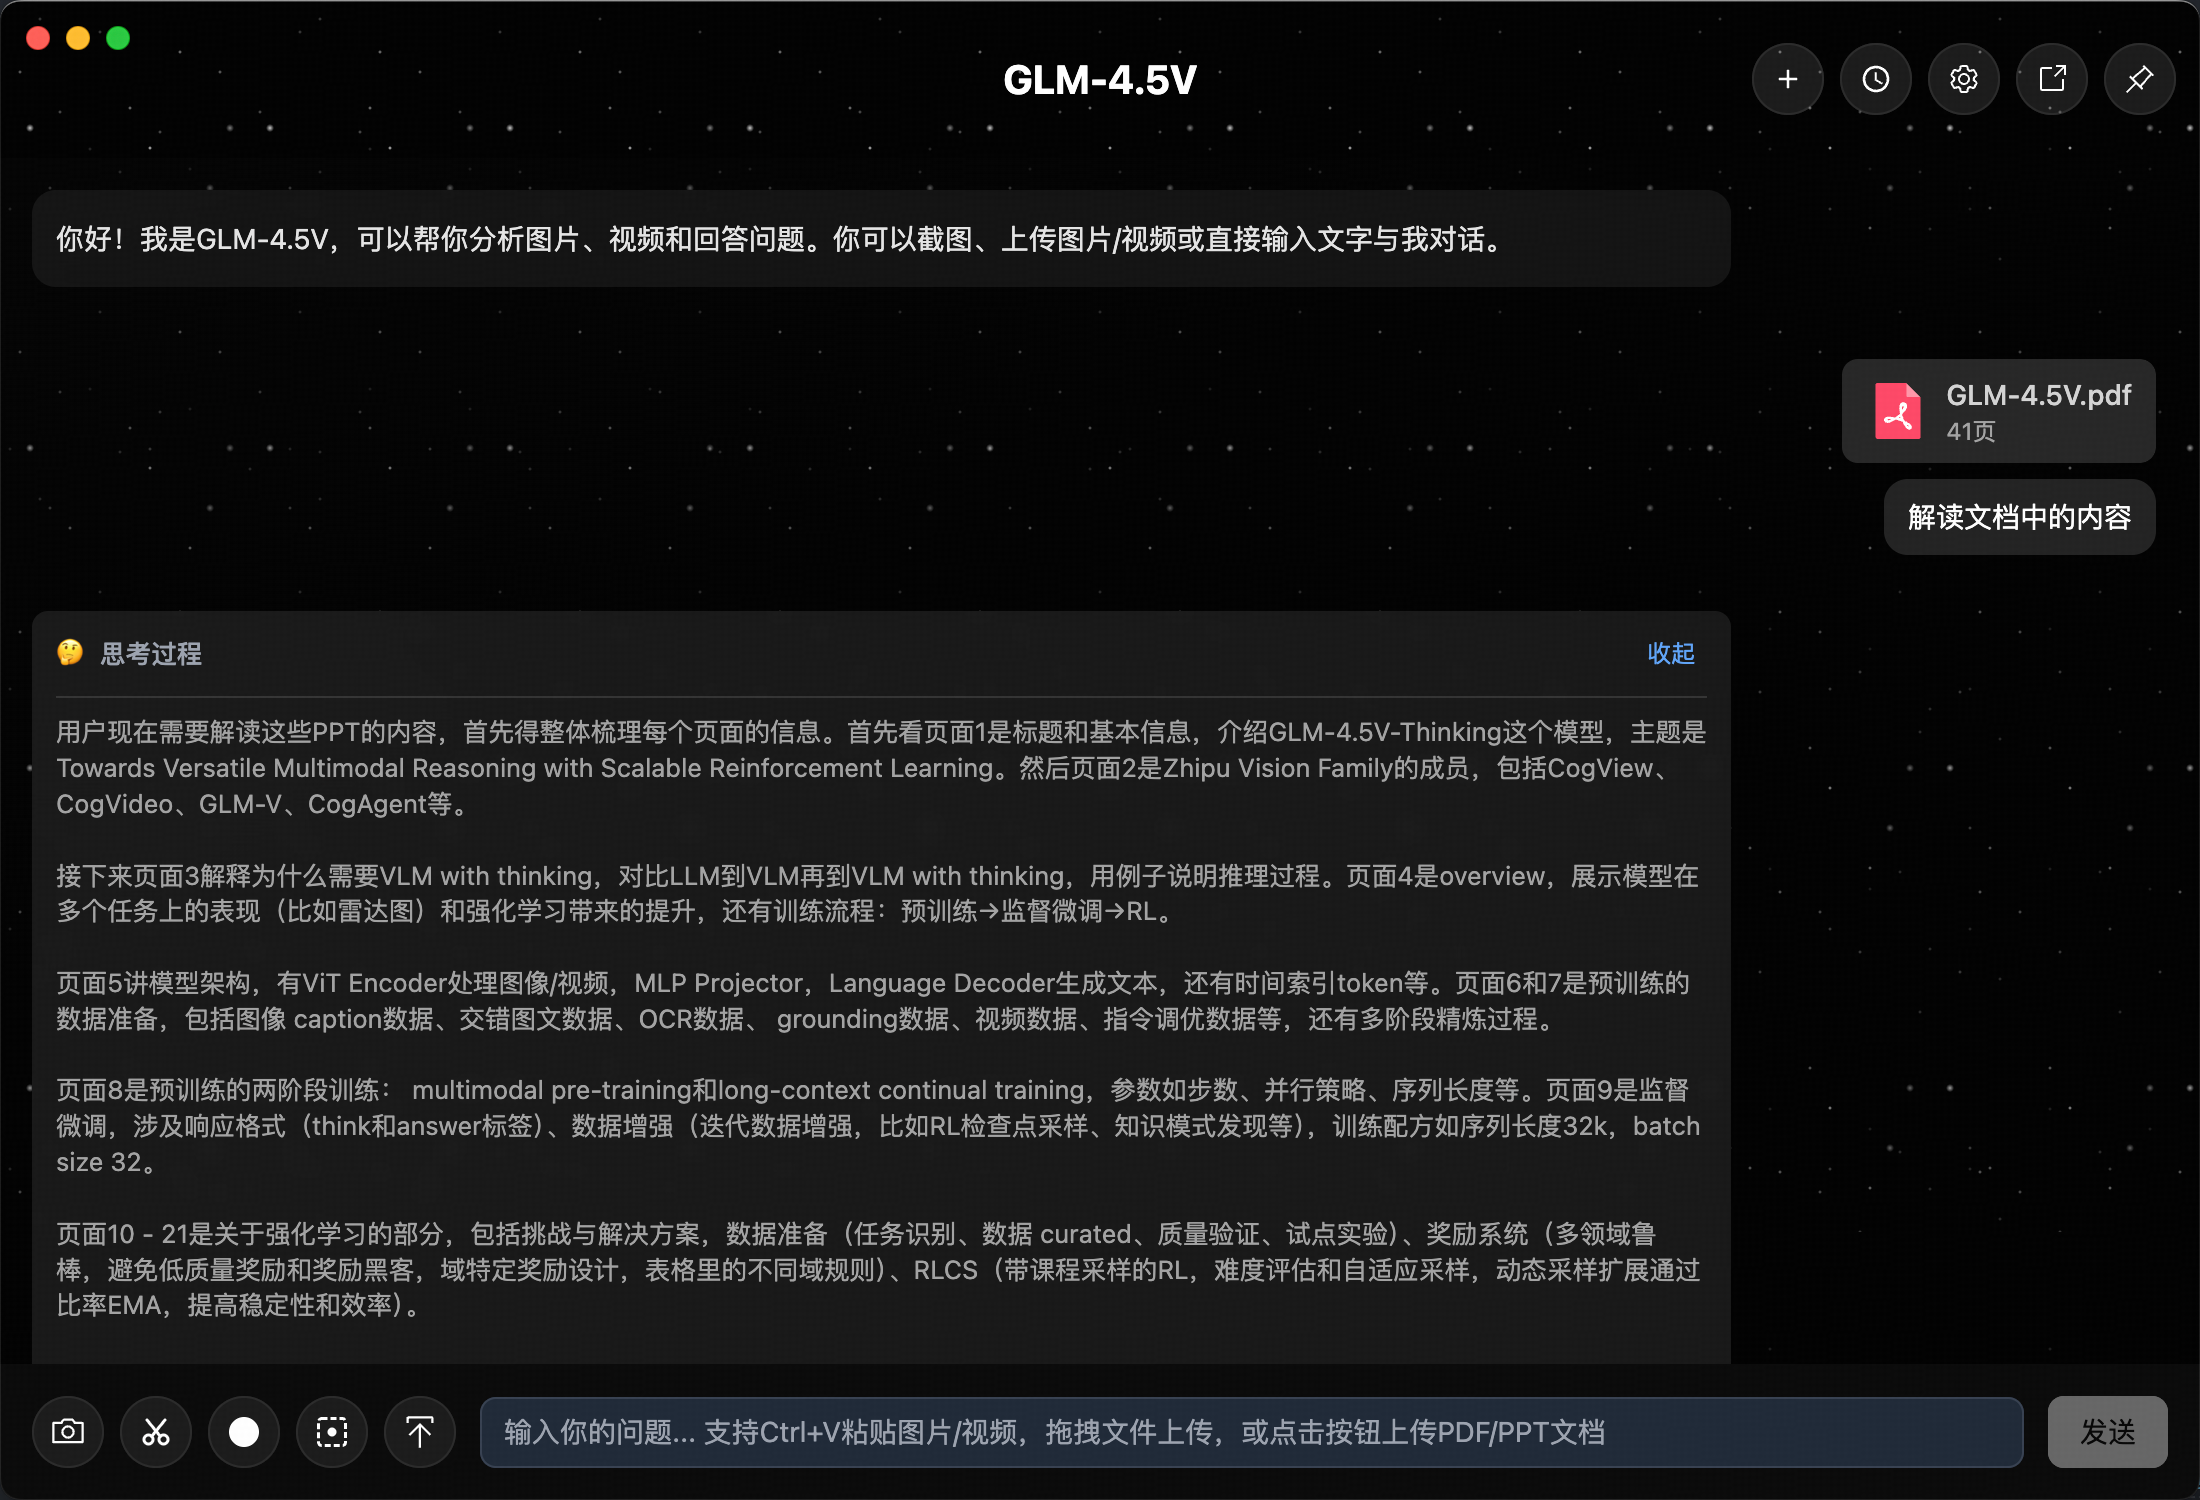 GLM-4.5V
你好！我是GLM-4.5V，可以帮你分析图片、视频和回答问题。你可以截图、上传图片/视频或直接输入文字与我对话。
GLM-4.5V.pdf
41页
解读文档中的内容
🤔 思考过程
收起
用户现在需要解读这些PPT的内容，首先得整体梳理每个页面的信息。首先看页面1是标题和基本信息，介绍GLM-4.5V-Thinking这个模型，主题是
Towards Versatile Multimodal Reasoning with Scalable Reinforcement Learning。然后页面2是Zhipu Vision Family的成员，包括CogView、
CogVideo、GLM-V、CogAgent等。
接下来页面3解释为什么需要VLM with thinking，对比LLM到VLM再到VLM with thinking，用例子说明推理过程。页面4是overview，展示模型在
多个任务上的表现（比如雷达图）和强化学习带来的提升，还有训练流程：预训练→监督微调→RL。
页面5讲模型架构，有ViT Encoder处理图像/视频，MLP Projector，Language Decoder生成文本，还有时间索引token等。页面6和7是预训练的
数据准备，包括图像 caption数据、交错图文数据、OCR数据、 grounding数据、视频数据、指令调优数据等，还有多阶段精炼过程。
页面8是预训练的两阶段训练： multimodal pre-training和long-context continual training，参数如步数、并行策略、序列长度等。页面9是监督
微调，涉及响应格式（think和answer标签）、数据增强（迭代数据增强，比如RL检查点采样、知识模式发现等），训练配方如序列长度32k，batch
size 32。
页面10 - 21是关于强化学习的部分，包括挑战与解决方案，数据准备（任务识别、数据 curated、质量验证、试点实验）、奖励系统（多领域鲁
棒，避免低质量奖励和奖励黑客，域特定奖励设计，表格里的不同域规则）、RLCS（带课程采样的RL，难度评估和自适应采样，动态采样扩展通过
比率EMA，提高稳定性和效率）。
输入你的问题... 支持Ctrl+V粘贴图片/视频，拖拽文件上传，或点击按钮上传PDF/PPT文档
发送